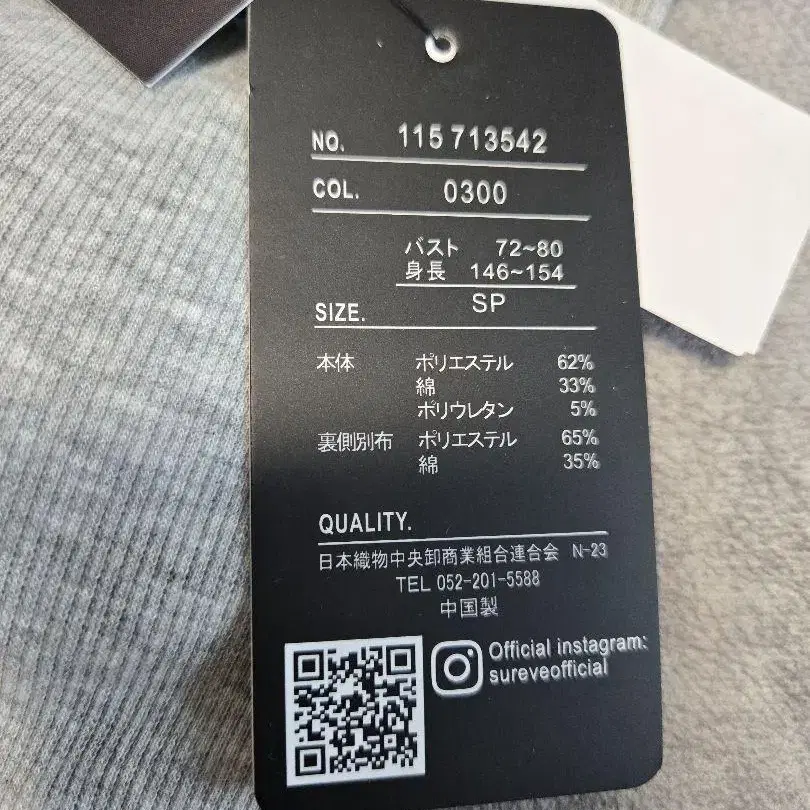 NO. 115 713542
COL. 0300
バスト 72~80
身長 146~154
SIZE. SP
本体 ポリエステル 62%
綿 33%
ポリウレタン 5%
裏側別布 ポリエステル 65%
綿 35%
QUALITY.
日本織物中央卸商業組合連合会 N-23
TEL 052-201-5588
中国製
Official instagram:
sureveofficial